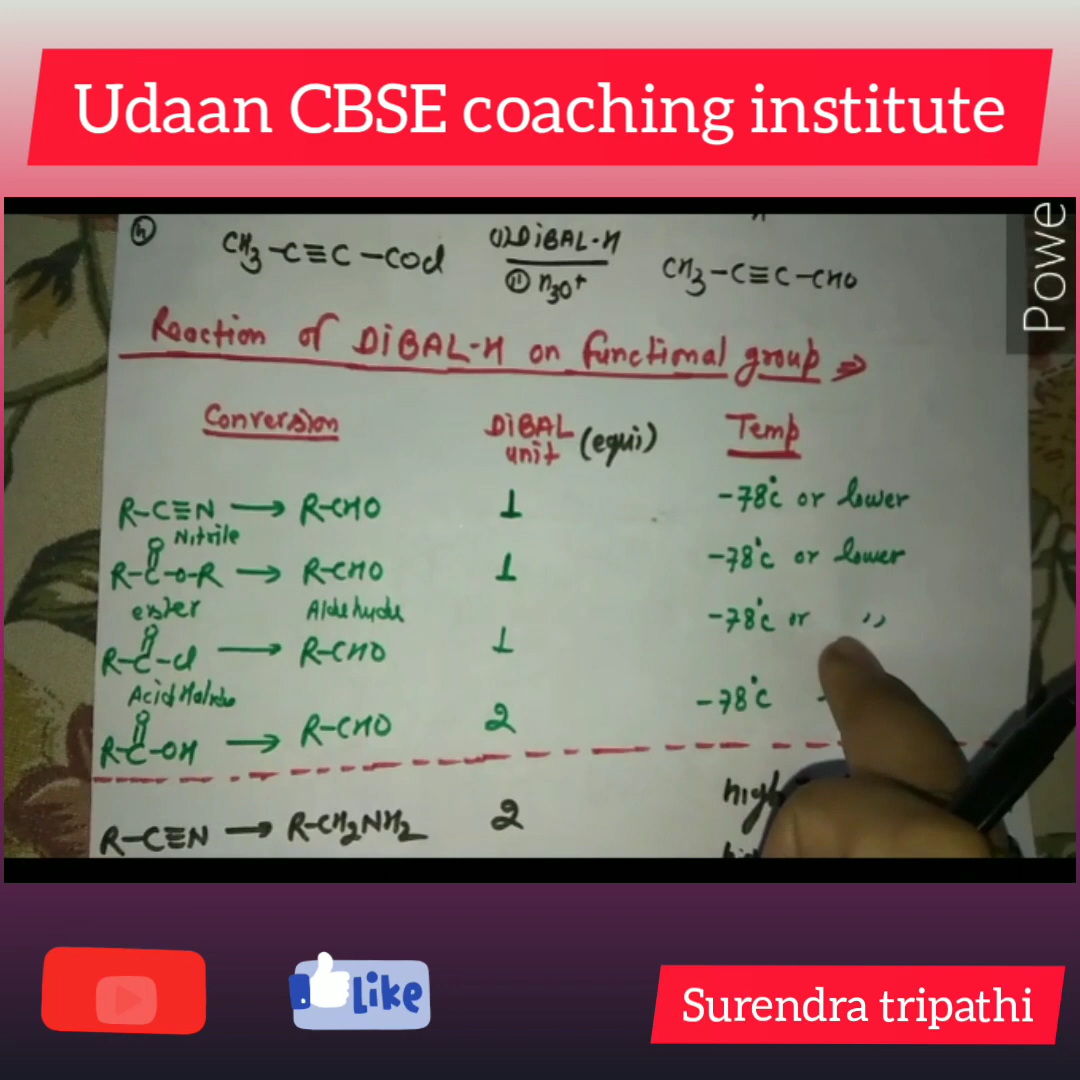 Udaan CBSE coaching institute
Powe
h
CH3-C≡C-COCl (i) DiBAL-H (ii) H3O+ CH3-C≡C-CHO
Reaction of DiBAL-H on functional group ⇒
Conversion DiBAL unit (equi) Temp
R-C≡N → R-CHO 1 -78°c or lower
Nitrile
O
R-C-O-R → R-CHO 1 -78°c or lower
ester Aldehyde
O
R-C-Cl → R-CHO 1 -78°c or ,,
Acid Halide
O
R-C-OH → R-CHO 2 -78°c
R-C≡N → R-CH2NH2 2
Like
Surendra tripathi